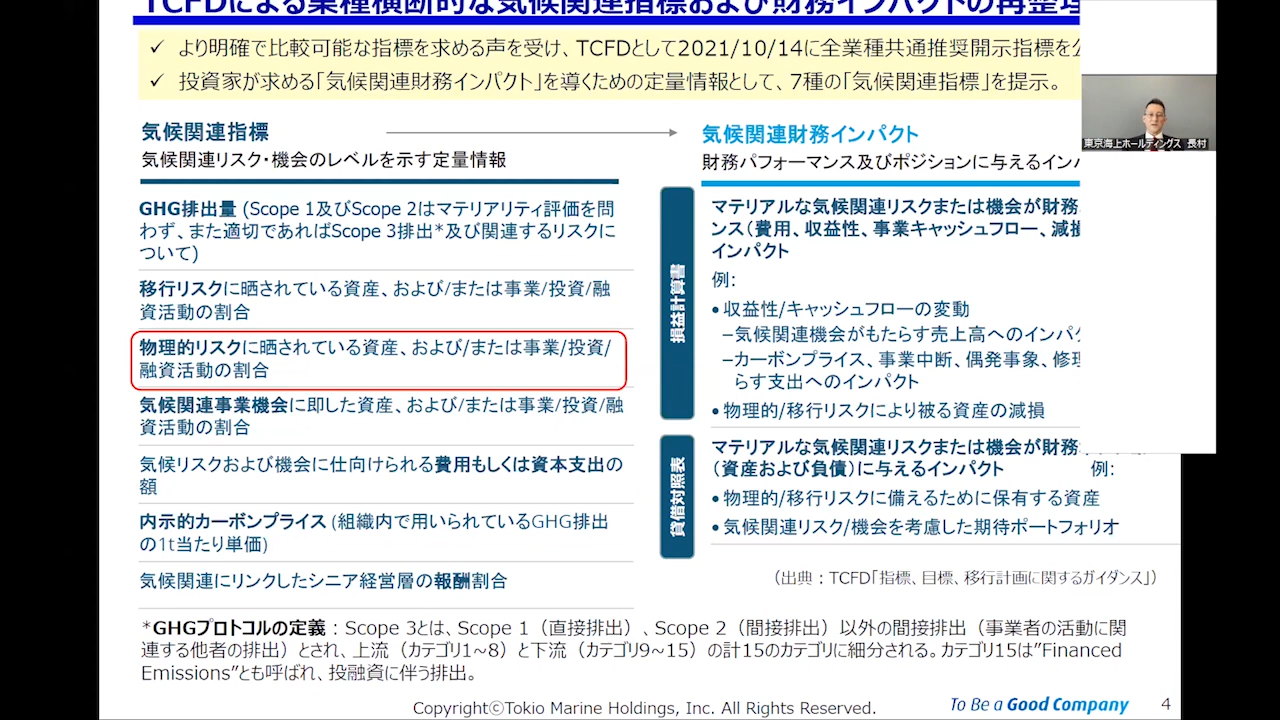 TCFDによる業種横断的な気候関連指標および財務インパクトの再整理
✓ より明確で比較可能な指標を求める声を受け、TCFDとして2021/10/14に全業種共通推奨開示指標を
✓ 投資家が求める「気候関連財務インパクト」を導くための定量情報として、7種の「気候関連指標」を提示。
東京海上ホールディングス 長村
気候関連指標
気候関連リスク・機会のレベルを示す定量情報
GHG排出量 (Scope 1及びScope 2はマテリアリティ評価を問
わず、また適切であればScope 3排出*及び関連するリスクに
ついて)
移行リスクに晒されている資産、および/または事業/投資/融
資活動の割合
物理的リスクに晒されている資産、および/または事業/投資/
融資活動の割合
気候関連事業機会に即した資産、および/または事業/投資/融
資活動の割合
気候リスクおよび機会に仕向けられる費用もしくは資本支出の
額
内示的カーボンプライス (組織内で用いられているGHG排出
の1t当たり単価)
気候関連にリンクしたシニア経営層の報酬割合
気候関連財務インパクト
財務パフォーマンス及びポジションに与えるイン
損益計算書
マテリアルな気候関連リスクまたは機会が財務
ンス(費用、収益性、事業キャッシュフロー、減損
インパクト
例:
•収益性/キャッシュフローの変動
–気候関連機会がもたらす売上高へのインパ
–カーボンプライス、事業中断、偶発事象、修理
らす支出へのインパクト
•物理的/移行リスクにより被る資産の減損
貸借対照表
マテリアルな気候関連リスクまたは機会が財務
(資産および負債)に与えるインパクト 例:
•物理的/移行リスクに備えるために保有する資産
•気候関連リスク/機会を考慮した期待ポートフォリオ
(出典：TCFD「指標、目標、移行計画に関するガイダンス」)
*GHGプロトコルの定義：Scope 3とは、Scope 1（直接排出）、Scope 2（間接排出）以外の間接排出（事業者の活動に関
連する他者の排出）とされ、上流（カテゴリ1~8）と下流（カテゴリ9~15）の計15のカテゴリに細分がされる。カテゴリ15は"Financed
Emissions"とも呼ばれ、投融資に伴う排出。
CopyrightⒸTokio Marine Holdings, Inc. All Rights Reserved.
To Be a Good Company
4